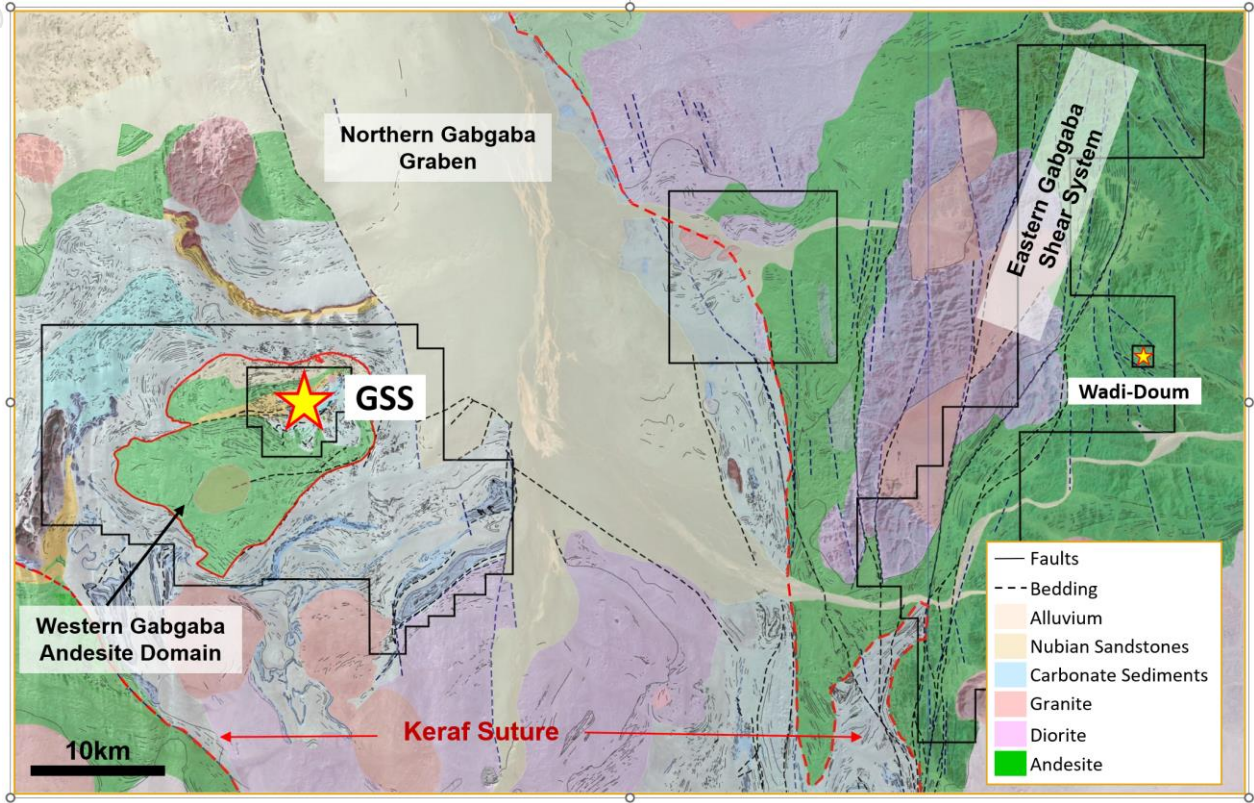 Northern Gabgaba
Graben
Eastern Gabgaba
Shear System
GSS
Wadi-Doum
Western Gabgaba
Andesite Domain
Keraf Suture
10km
Faults
Bedding
Alluvium
Nubian Sandstones
Carbonate Sediments
Granite
Diorite
Andesite